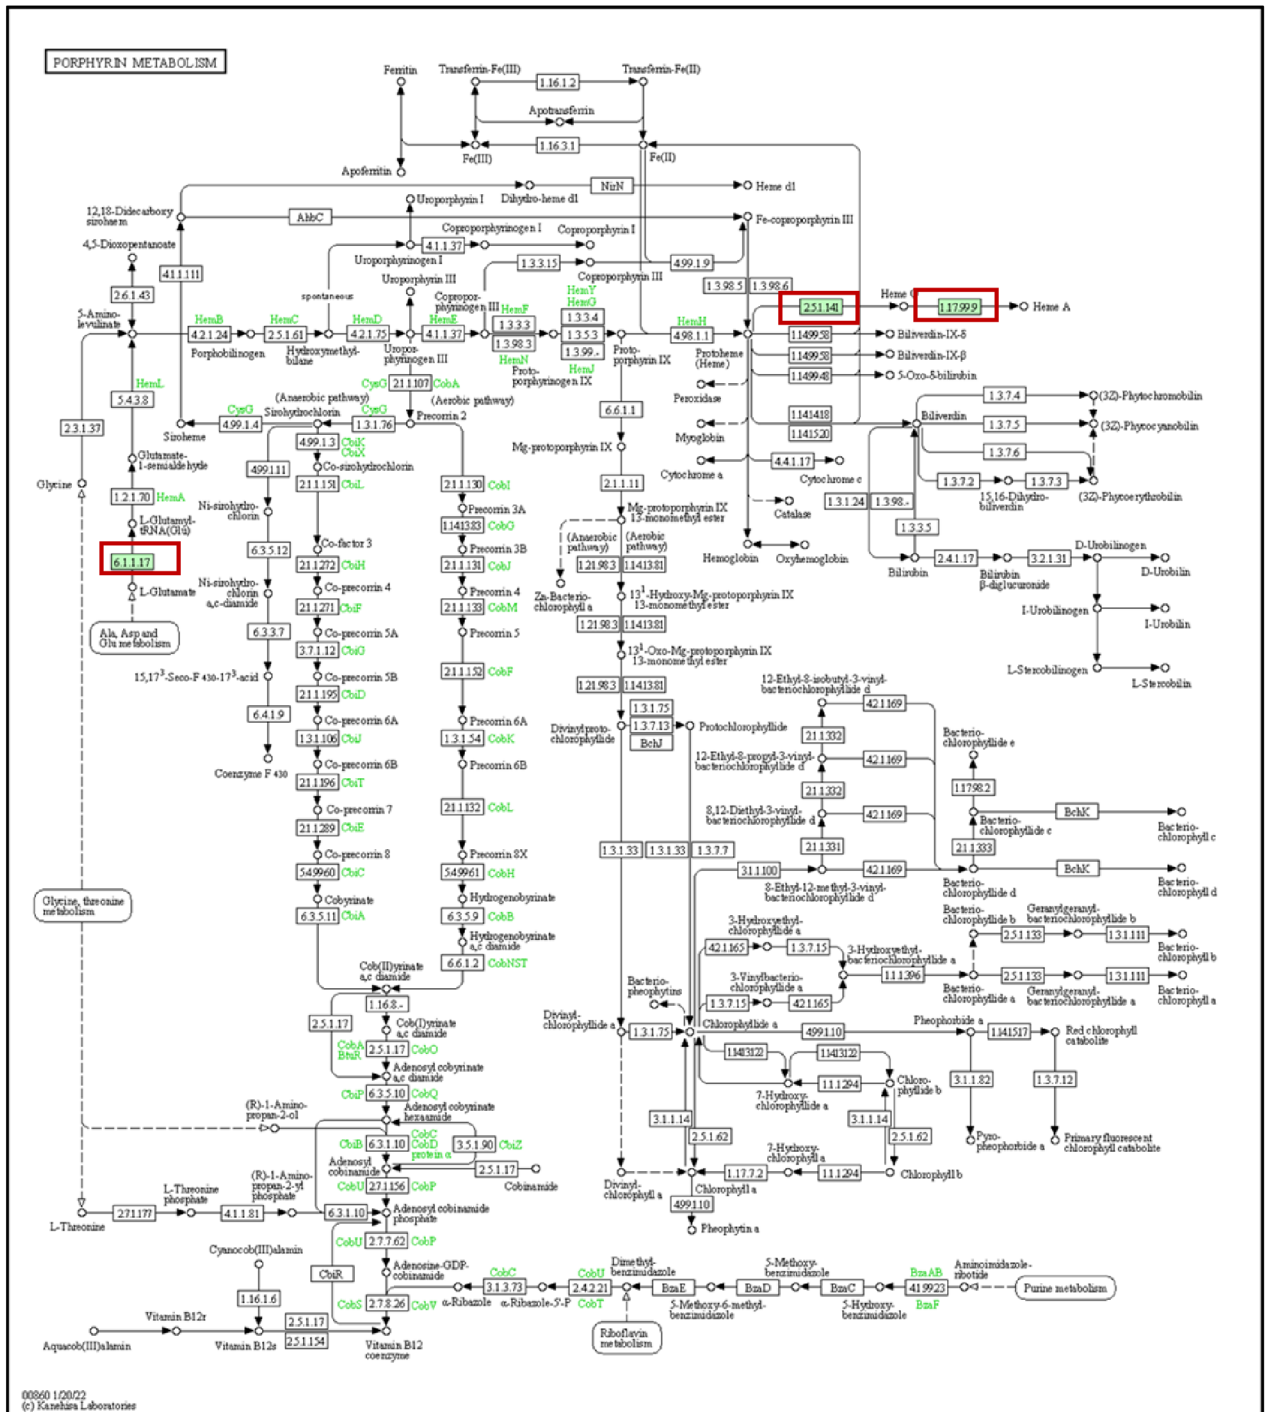 PORPHYRIN METABOLISM
Ferritin
Transferrin-Fe(III)
1.16.1.2
Transferrin-Fe(II)
Apotransferrin
1.16.3.1
Fe(III)
Fe(II)
Apoferritin
Heme d1
Dihydro-heme d1
NirN
Uroporphyrin I
12,18-Didecarboxy
sirohaem
AhbC
Fe-coproporphyrin III
Coproporphyrinogen I
Coproporphyrin I
4.1.1.37
Uroporphyrinogen I
4,5-Dioxopentanoate
4.1.1.111
1.3.3.15
Coproporphyrin III
4.99.1.9
Uroporphyrin III
2.6.1.43
spontaneous
Copropor-
phyrinogen III
HemY
HemG
1.3.98.5
1.3.98.6
Heme O
2.5.1.141
1.17.99.9
Heme A
5-Amino-
levulinate
HemB
HemC
HemD
HemE
HemF
HemH
4.2.1.24
2.5.1.61
4.2.1.75
4.1.1.37
1.3.3.3
1.3.98.3
1.3.3.4
1.3.5.3
1.3.99.-
4.98.1.1
Porphobilinogen
Hydroxymethyl-
bilane
Uropor-
phyrinogen III
HemN
HemJ
Proto-
porphyrinogen IX
Proto-
porphyrin IX
Protoheme
(Heme)
1.14.99.58
Biliverdin-IX-δ
1.14.99.58
Biliverdin-IX-β
1.14.99.48
5-Oxo-δ-bilirubin
CysG
2.1.1.107
CobA
(Anaerobic pathway)
(Aerobic pathway)
HemL
5.4.3.8
Peroxidase
6.6.1.1
1.14.14.18
1.14.15.20
Biliverdin
1.3.7.4
(3Z)-Phytochromobilin
1.3.7.5
(3Z)-Phycocyanobilin
1.3.7.6
1.3.7.2
1.3.7.3
15,16-Dihydro-
biliverdin
(3Z)-Phycoerythrobilin
2.3.1.37
Siroheme
CysG
4.99.1.4
Sirohydrochlorin
CysG
1.3.1.76
Precorrin 2
Myoglobin
Mg-protoporphyrin IX
Cytochrome a
4.4.1.17
Cytochrome c
Catalase
Hemoglobin
Oxyhemoglobin
1.3.1.24
1.3.98.-
1.3.3.5
Bilirubin
2.4.1.17
Bilirubin
β-diglucuronide
3.2.1.31
D-Urobilinogen
D-Urobilin
I-Urobilinogen
I-Urobilin
L-Stercobilinogen
L-Stercobilin
Glycine
Glutamate-
1-semialdehyde
1.2.1.70
HemA
L-Glutamyl-
tRNA(Glu)
6.1.1.17
L-Glutamate
Ala, Asp and
Glu metabolism
4.99.1.11
Ni-sirohydro-
chlorin
6.3.5.12
Ni-sirohydro-
chlorin
a,c-diamide
6.3.3.7
15,17³-Seco-F 430-17³-acid
6.4.1.9
Coenzyme F 430
4.99.1.3
CbiK
CbiX
Co-sirohydrochlorin
2.1.1.151
CbiL
Co-factor 3
2.1.1.272
CbiH
Co-precorrin 4
2.1.1.271
CbiF
Co-precorrin 5A
3.7.1.12
CbiG
Co-precorrin 5B
2.1.1.195
CbiD
Co-precorrin 6A
1.3.1.106
CbiJ
Co-precorrin 6B
2.1.1.196
CbiT
Co-precorrin 7
2.1.1.289
CbiE
Co-precorrin 8
5.4.99.60
CbiC
Cobyrinate
6.3.5.11
CbiA
2.1.1.130
CobI
Precorrin 3A
1.14.13.83
CobG
Precorrin 3B
2.1.1.131
CobJ
Precorrin 4
2.1.1.133
CobM
Precorrin 5
2.1.1.152
CobF
Precorrin 6A
1.3.1.54
CobK
Precorrin 6B
2.1.1.132
CobL
Precorrin 8X
5.4.99.61
CobH
Hydrogenobyrinate
6.3.5.9
CobB
Hydrogenobyrinate
a,c diamide
6.6.1.2
CobNST
2.1.1.11
Mg-protoporphyrin IX
13-monomethyl ester
(Anaerobic
pathway)
(Aerobic
pathway)
1.21.98.3
1.14.13.81
Zn-Bacterio-
chlorophyll a
13¹-Hydroxy-Mg-protoporphyrin IX
13-monomethyl ester
1.21.98.3
1.14.13.81
13¹-Oxo-Mg-protoporphyrin IX
13-monomethyl ester
1.21.98.3
1.14.13.81
1.3.1.75
1.3.7.13
BchJ
Divinylproto-
chlorophyllide
Protochlorophyllide
1.3.1.33
1.3.1.33
1.3.7.7
12-Ethyl-8-isobutyl-3-vinyl-
bacteriochlorophyllide d
4.2.1.169
2.1.1.332
12-Ethyl-8-propyl-3-vinyl-
bacteriochlorophyllide d
4.2.1.169
2.1.1.332
8,12-Diethyl-3-vinyl-
bacteriochlorophyllide d
4.2.1.169
2.1.1.331
3.1.1.100
4.2.1.169
8-Ethyl-12-methyl-3-vinyl-
bacteriochlorophyllide d
Bacterio-
chlorophyllide e
1.17.98.2
Bacterio-
chlorophyllide c
BchK
Bacterio-
chlorophyll c
2.1.1.333
Bacterio-
chlorophyllide d
BchK
Bacterio-
chlorophyll d
Bacterio-
chlorophyllide b
2.5.1.133
Geranylgeranyl-
bacteriochlorophyllide b
1.3.1.111
Bacterio-
chlorophyll b
3-Hydroxyethyl-
chlorophyllide a
4.2.1.165
1.3.7.15
3-Hydroxyethyl-
bacteriochlorophyllide a
1.1.1.396
3-Vinylbacterio-
chlorophyllide a
1.3.7.15
4.2.1.165
Bacterio-
chlorophyllide a
2.5.1.133
Geranylgeranyl-
bacteriochlorophyllide a
1.3.1.111
Bacterio-
chlorophyll a
Bacterio-
pheophytins
Divinyl-
chlorophyllide a
1.3.1.75
Chlorophyllide a
4.99.1.10
Pheophorbide a
1.14.15.17
Red chlorophyll
catabolite
1.14.13.122
1.14.13.122
7-Hydroxy-
chlorophyllide a
1.1.1.294
Chloro-
phyllide b
3.1.1.82
1.3.7.12
Pyro-
pheophorbide a
Primary fluorescent
chlorophyll catabolite
3.1.1.14
2.5.1.62
3.1.1.14
2.5.1.62
7-Hydroxy-
chlorophyll a
1.17.7.2
1.1.1.294
Chlorophyll b
Divinyl-
chlorophyll a
Chlorophyll a
4.99.1.10
Pheophytin a
Glycine, threonine
metabolism
Cob(II)yrinate
a,c diamide
1.16.8.-
2.5.1.17
Cob(I)yrinate
a,c diamide
CobA
BtuR
2.5.1.17
CobO
Adenosyl cobyrinate
a,c diamide
CbiP
6.3.5.10
CobQ
Adenosyl cobyrinate
hexaamide
(R)-1-Amino-
propan-2-ol
CbiB
6.3.1.10
CobC
CobD
protein α
3.5.1.90
CbiZ
Adenosyl
cobinamide
2.5.1.17
Cobinamide
CobU
2.7.1.156
CobP
(R)-1-Amino-
propan-2-yl
phosphate
L-Threonine
phosphate
L-Threonine
2.7.1.177
4.1.1.81
6.3.1.10
Adenosyl cobinamide
phosphate
CobU
2.7.7.62
CobP
Cyanocob(III)alamin
CbiR
Adenosine-GDP-
cobinamide
1.16.1.6
CobS
2.7.8.26
CobV
α-Ribazole
CobC
3.1.3.73
α-Ribazole-5'-P
CobU
2.4.2.21
CobT
Dimethyl-
benzimidazole
BzaE
5-Methoxy-6-methyl-
benzimidazole
BzaD
5-Methoxy-
benzimidazole
BzaC
5-Hydroxy-
benzimidazole
BzaAB
4.1.99.23
BzaF
Aminoimidazole-
ribotide
Purine metabolism
Riboflavin
metabolism
Vitamin B12r
2.5.1.17
2.5.1.154
Aquacob(III)alamin
Vitamin B12s
Vitamin B12
coenzyme
00860 1/20/22
(c) Kanehisa Laboratories